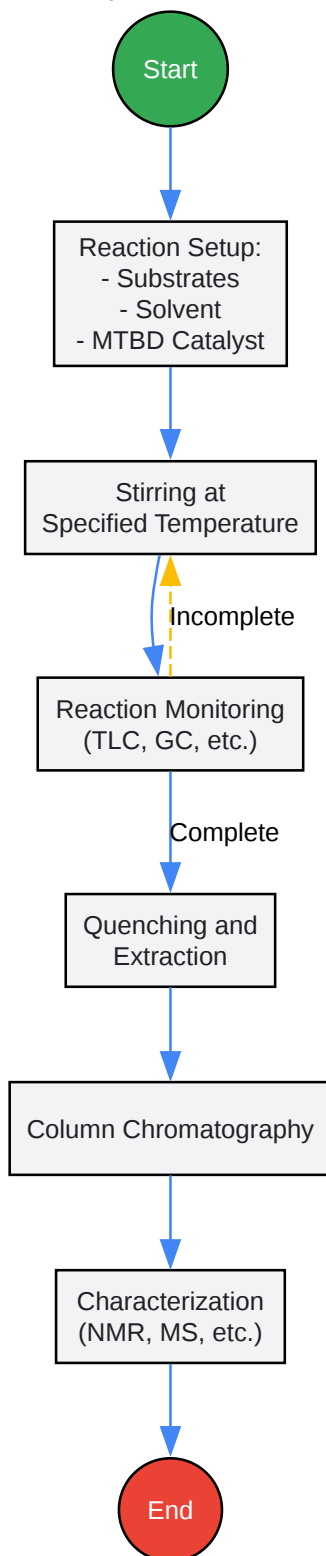 Start
Reaction Setup:
- Substrates
- Solvent
- MTBD Catalyst
Stirring at
Specified Temperature
Incomplete
Reaction Monitoring
(TLC, GC, etc.)
Complete
Quenching and
Extraction
Column Chromatography
Characterization
(NMR, MS, etc.)
End